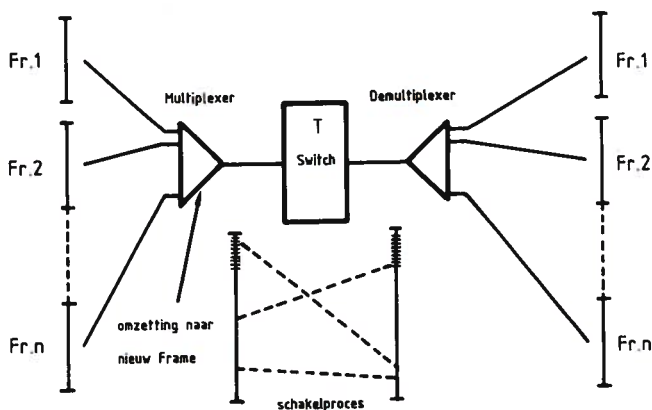 Fr.1
Fr.2
Fr.n
Multiplexer
T
Switch
Demultiplexer
Fr.1
Fr.2
Fr.n
omzetting naar
nieuw Frame
schakelproces